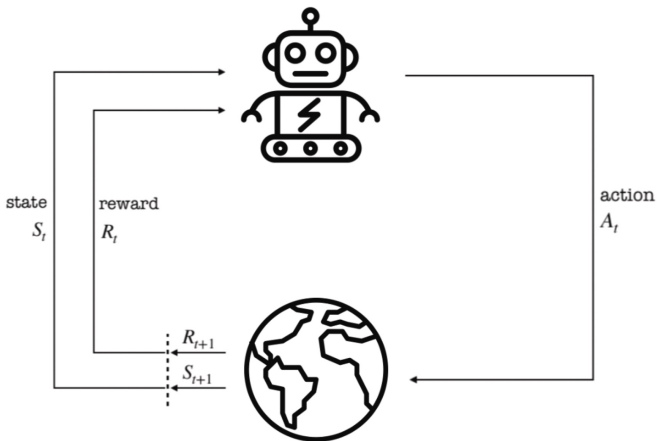 state
S_t
reward
R_t
action
A_t
R_{t+1}
S_{t+1}